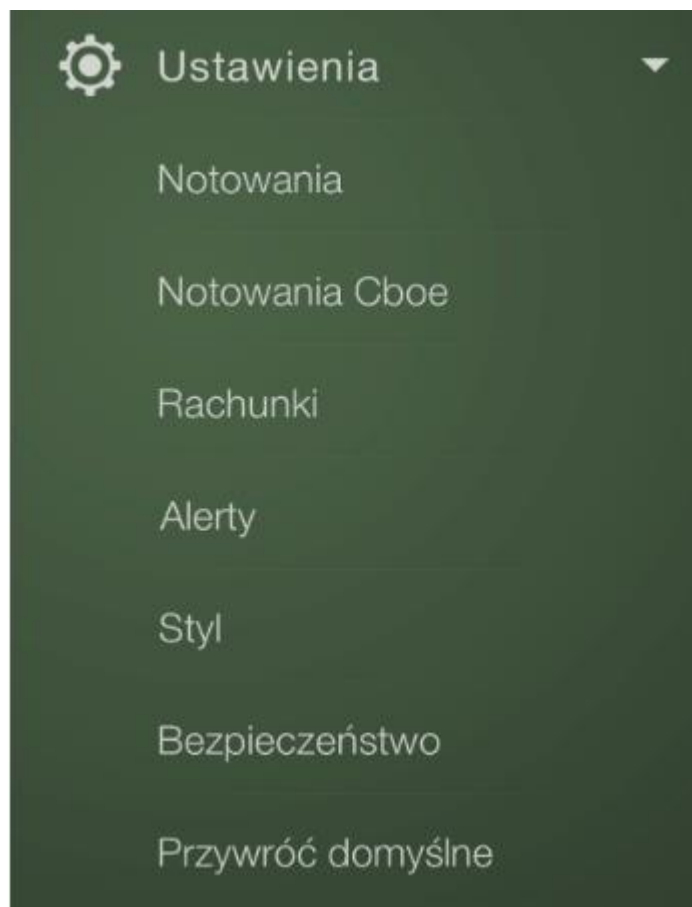 Ustawienia
Notowania
Notowania Cboe
Rachunki
Alerty
Styl
Bezpieczeństwo
Przywróć domyślne